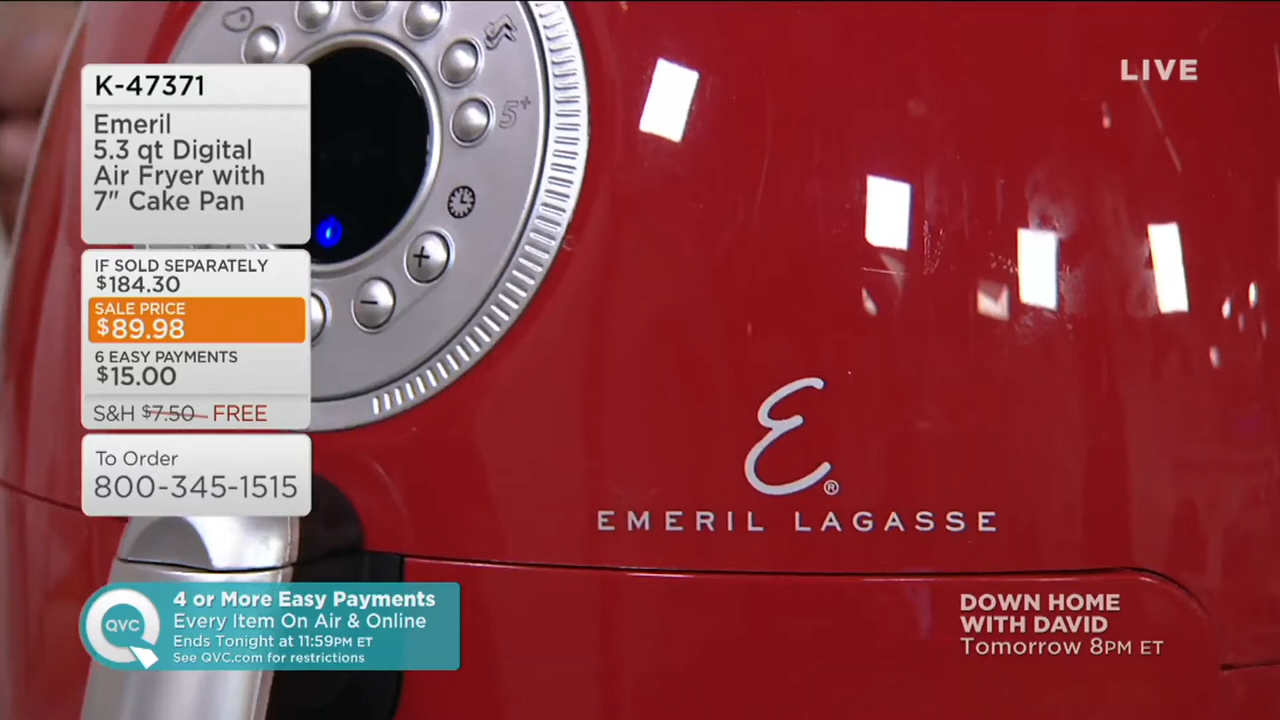 K-47371
Emeril
5.3 qt Digital
Air Fryer with
7" Cake Pan
IF SOLD SEPARATELY
$184.30
SALE PRICE
$89.98
6 EASY PAYMENTS
$15.00
S&H $7.50 FREE
To Order
800-345-1515
QVC
4 or More Easy Payments
Every Item On Air & Online
Ends Tonight at 11:59PM ET
See QVC.com for restrictions
LIVE
5+
+
-
E®
EMERIL LAGASSE
DOWN HOME
WITH DAVID
Tomorrow 8PM ET